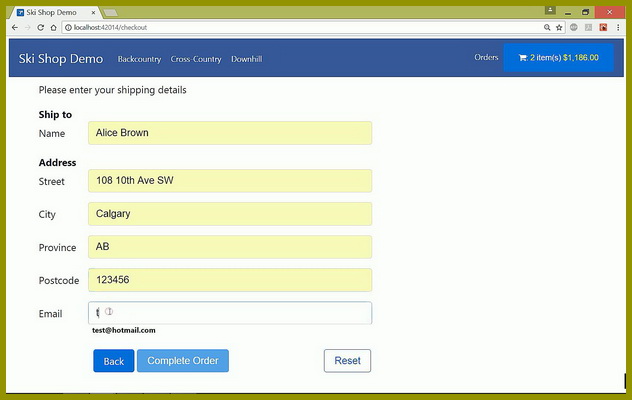 Ski Shop Demo
localhost:42014/checkout
Ski Shop Demo Backcountry Cross-Country Downhill Orders 2 item(s) $1,186.00
Please enter your shipping details
Ship to
Name Alice Brown
Address
Street 108 10th Ave SW
City Calgary
Province AB
Postcode 123456
Email t
test@hotmail.com
Back Complete Order Reset